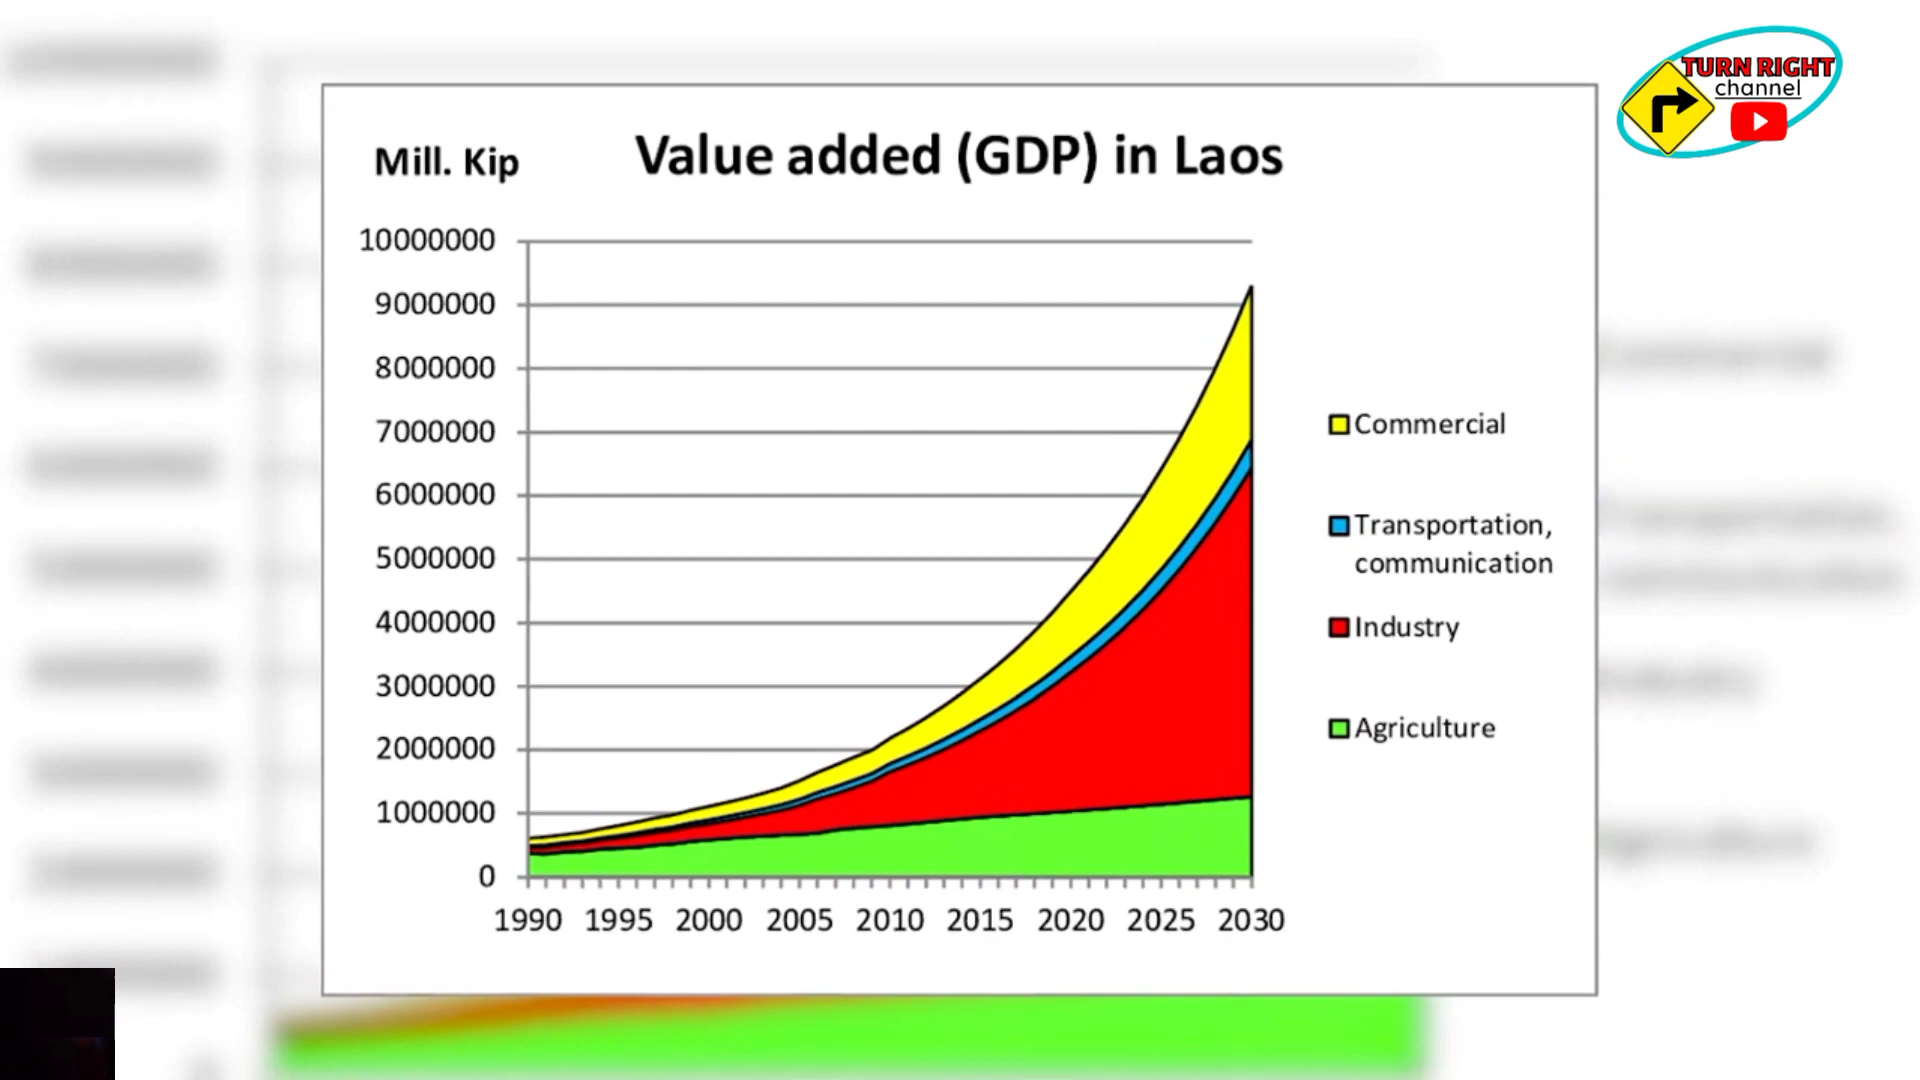 TURN RIGHT
channel
Mill. Kip
Value added (GDP) in Laos
10000000
9000000
8000000
7000000
6000000
5000000
4000000
3000000
2000000
1000000
0
1990 1995 2000 2005 2010 2015 2020 2025 2030
Commercial
Transportation,
communication
Industry
Agriculture